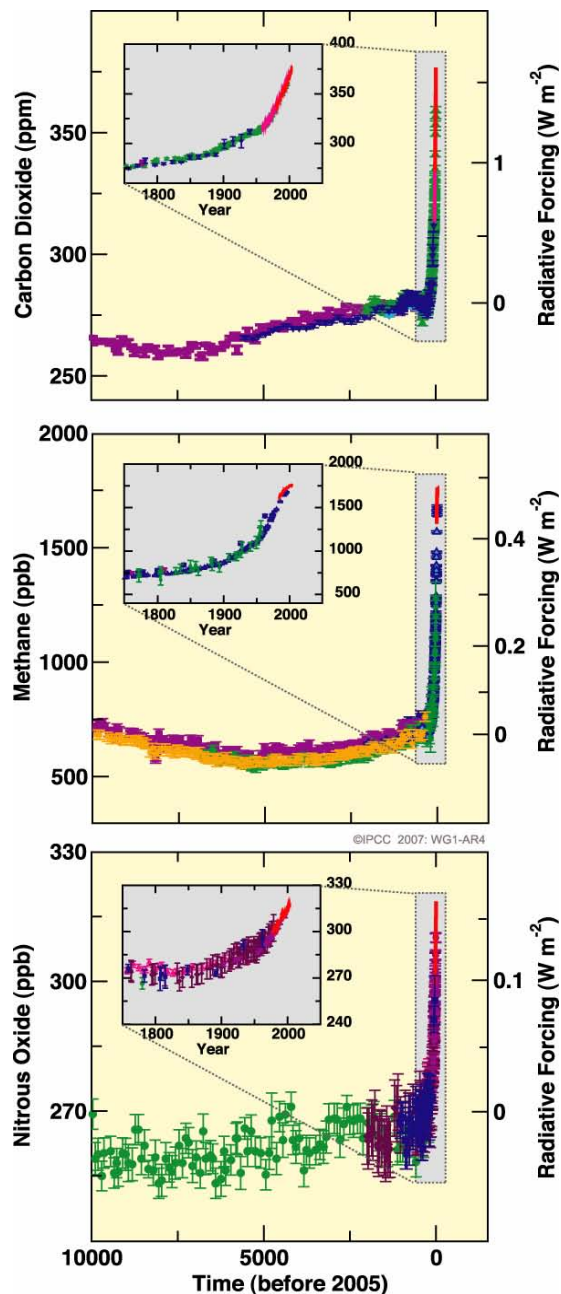 400
350
300
250
Carbon Dioxide (ppm)
400
300
1800 1900 2000
Year
1
0
Radiative Forcing (W m-2)
2000
1500
1000
500
Methane (ppb)
2000
1500
1000
500
1800 1900 2000
Year
0.4
0.2
0
Radiative Forcing (W m-2)
©IPCC 2007: WG1-AR4
330
300
270
Nitrous Oxide (ppb)
330
300
270
240
1800 1900 2000
Year
0.1
0
Radiative Forcing (W m-2)
10000 5000 0
Time (before 2005)